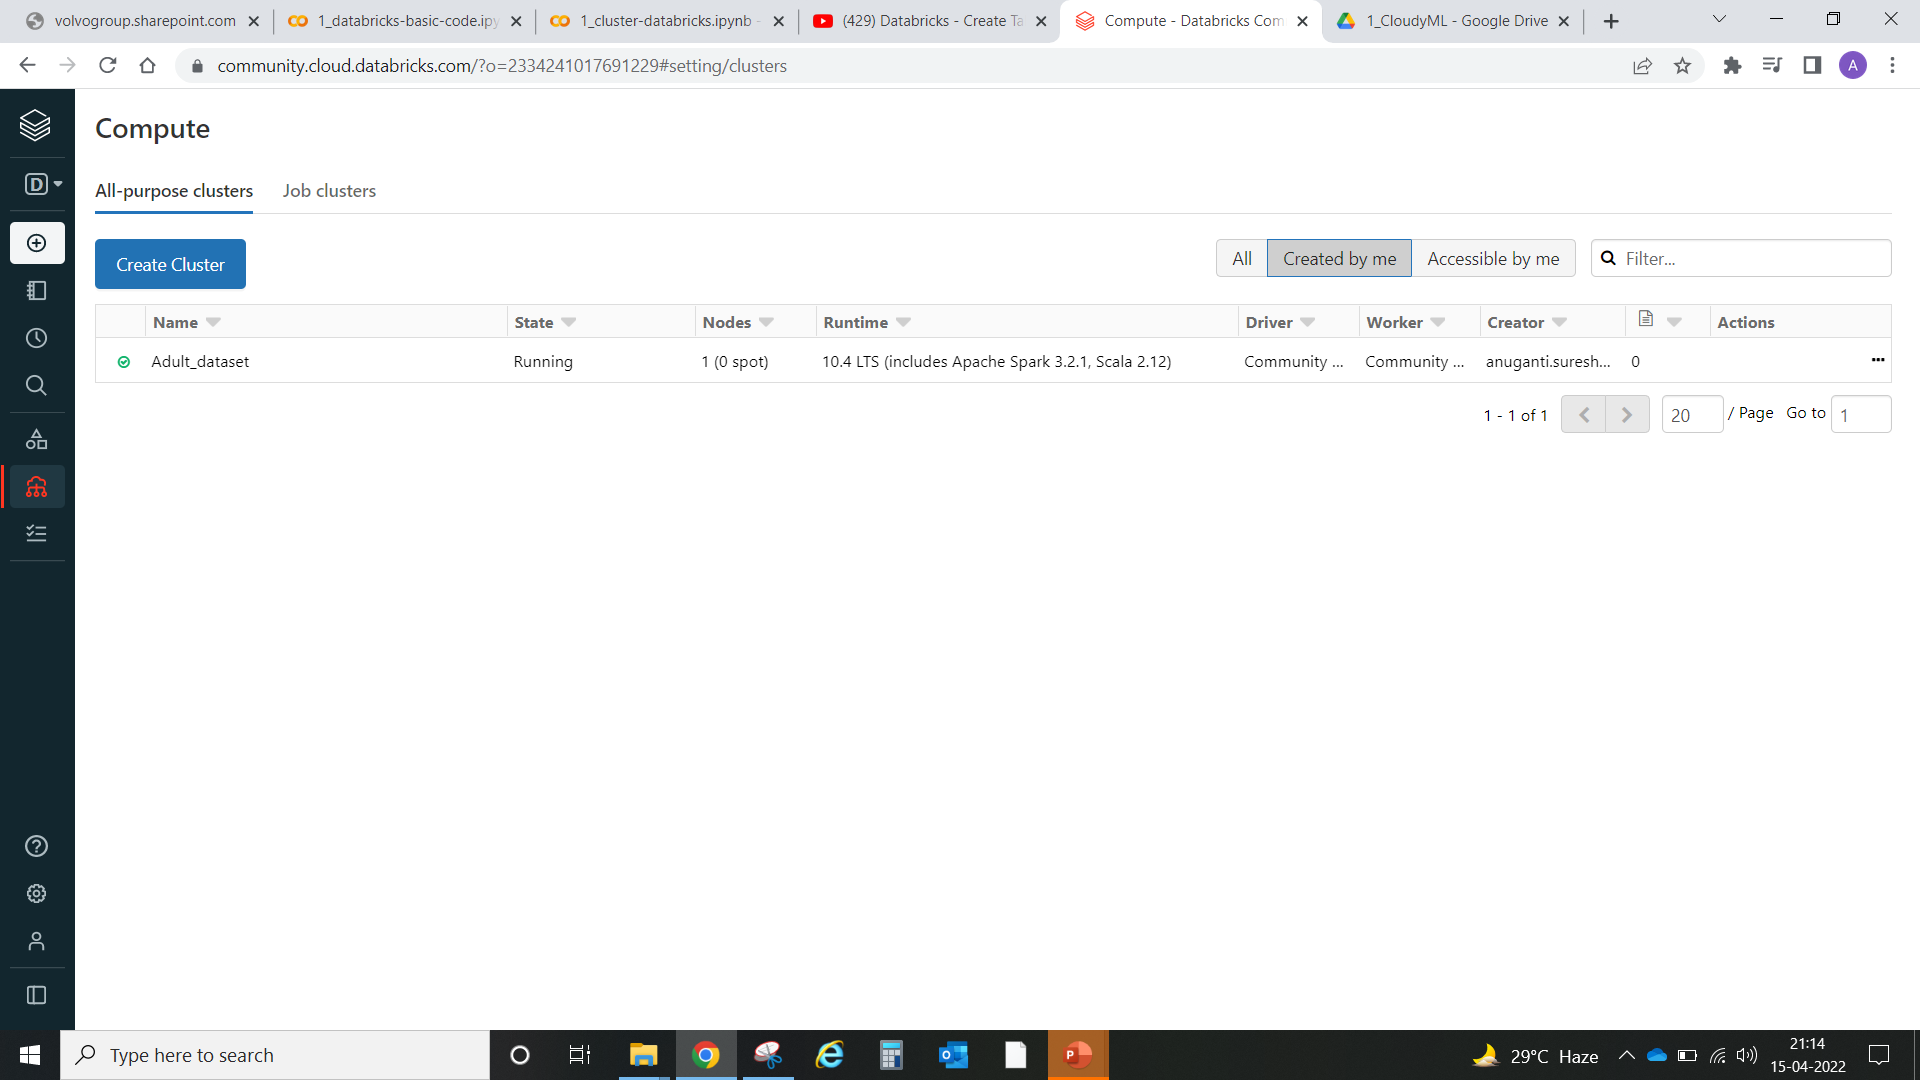 volvogroup.sharepoint.com
1_databricks-basic-code.ipy
1_cluster-databricks.ipynb -
(429) Databricks - Create Ta
Compute - Databricks Com
1_CloudyML - Google Drive
community.cloud.databricks.com/?o=2334241017691229#setting/clusters
A
Compute
D
All-purpose clusters Job clusters
Create Cluster
All Created by me Accessible by me Filter...
Name State Nodes Runtime Driver Worker Creator Actions
Adult_dataset Running 1 (0 spot) 10.4 LTS (includes Apache Spark 3.2.1, Scala 2.12) Community ... Community ... anuganti.suresh... 0
1 - 1 of 1 20 / Page Go to 1
Type here to search
29°C Haze
21:14
15-04-2022